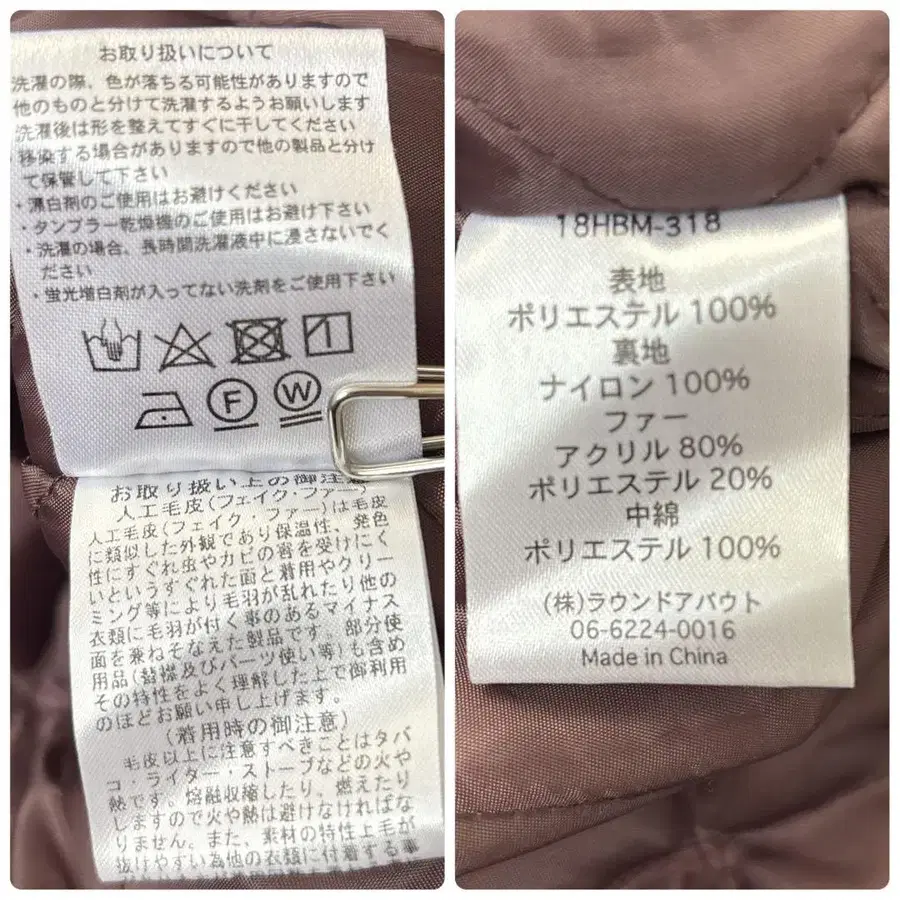 お取り扱いについて
洗濯の際、色が落ちる可能性がありますので
他のものと分けて洗濯するようお願いします
洗濯後は形を整えてすぐに干してください
移染する場合がありますので他の製品と分け
て保管して下さい
・漂白剤のご使用はお避けください
・タンブラー乾燥機のご使用はお避け下さい
・洗濯の場合、長時間洗濯液中に浸さないでく
ださい
・蛍光増白剤が入ってない洗剤をご使用下さい
1
F W
お取り扱い上の御注意
人工毛皮(フェイク・ファー)
人工毛皮(フェイク・ファー)は毛皮
に類似した外観であり保温性、発色
性にすぐれ虫やカビの害を受けにく
いというすぐれた面と着用やクリー
ミング等により毛羽が乱れたり他の
衣類に毛羽が付く事のあるマイナス
面を兼ねそなえた製品です。部分使
用品(替襟及びパーツ使い等)も含め
その特性をよく理解した上で御利用
のほどお願い申し上げます。
(着用時の御注意)
毛皮以上に注意すべきことはタバ
コ・ライター・ストーブなどの火や
熱です。熔融収縮したり、燃えたり
しますので火や熱は避けなければな
りません。また、素材の特性上毛が
抜けやすい為他の衣類に付着する事
18HBM-318
表地
ポリエステル 100%
裏地
ナイロン 100%
ファー
アクリル 80%
ポリエステル 20%
中綿
ポリエステル 100%
(株)ラウンドアバウト
06-6224-0016
Made in China